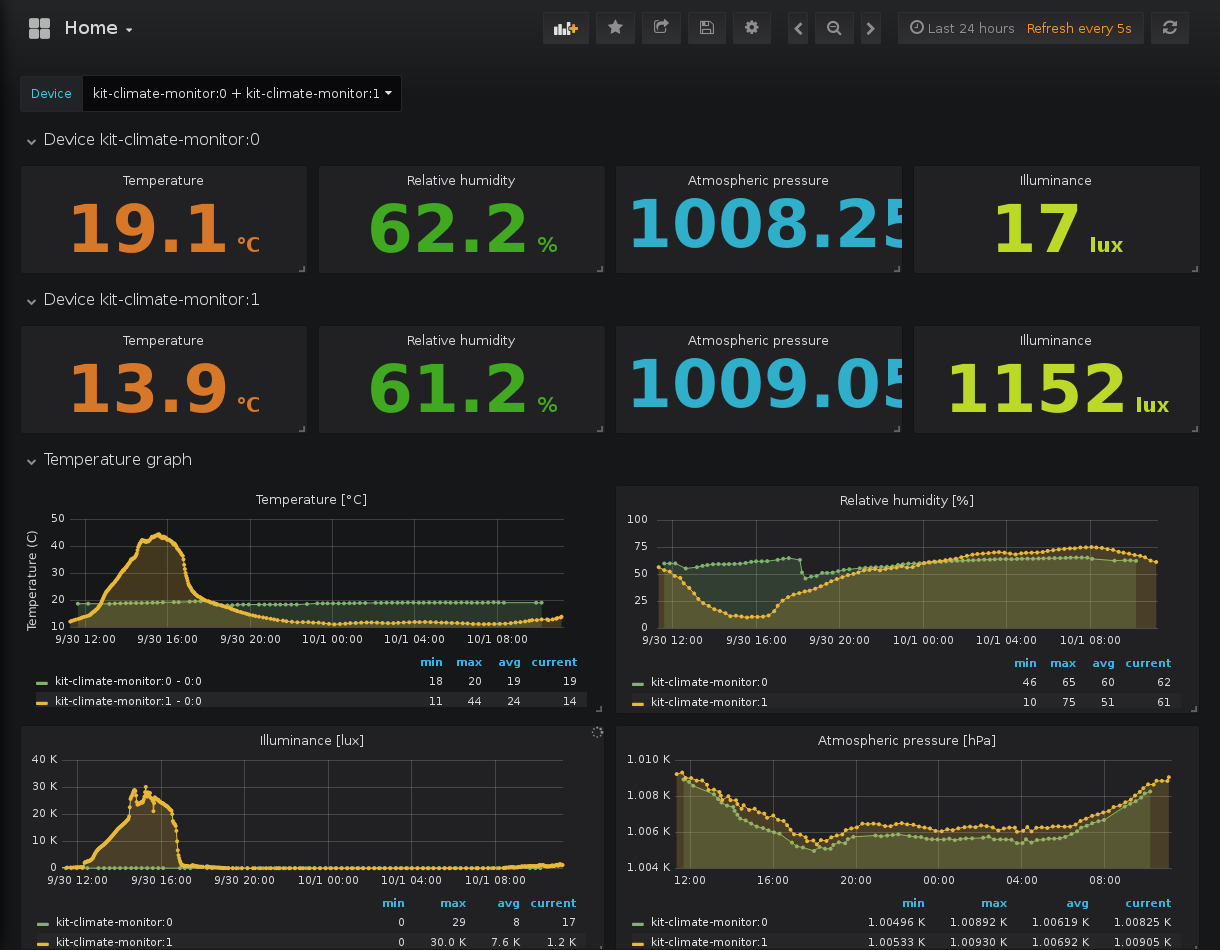 Home
Last 24 hours Refresh every 5s
Device kit-climate-monitor:0 + kit-climate-monitor:1
Device kit-climate-monitor:0
Temperature Relative humidity Atmospheric pressure Illuminance
19.1 °C 62.2 % 1008.25 17 lux
Device kit-climate-monitor:1
Temperature Relative humidity Atmospheric pressure Illuminance
13.9 °C 61.2 % 1009.05 1152 lux
Temperature graph
Temperature [°C]
Temperature (C)
50
40
30
20
10
9/30 12:00 9/30 16:00 9/30 20:00 10/1 00:00 10/1 04:00 10/1 08:00
min max avg current
kit-climate-monitor:0 - 0:0 18 20 19 19
kit-climate-monitor:1 - 0:0 11 44 24 14
Relative humidity [%]
100
75
50
25
0
9/30 12:00 9/30 16:00 9/30 20:00 10/1 00:00 10/1 04:00 10/1 08:00
min max avg current
kit-climate-monitor:0 46 65 60 62
kit-climate-monitor:1 10 75 51 61
Illuminance [lux]
40 K
30 K
20 K
10 K
0
9/30 12:00 9/30 16:00 9/30 20:00 10/1 00:00 10/1 04:00 10/1 08:00
min max avg current
kit-climate-monitor:0 0 29 8 17
kit-climate-monitor:1 0 30.0 K 7.6 K 1.2 K
Atmospheric pressure [hPa]
1.010 K
1.008 K
1.006 K
1.004 K
12:00 16:00 20:00 00:00 04:00 08:00
min max avg current
kit-climate-monitor:0 1.00496 K 1.00892 K 1.00619 K 1.00825 K
kit-climate-monitor:1 1.00533 K 1.00930 K 1.00692 K 1.00905 K